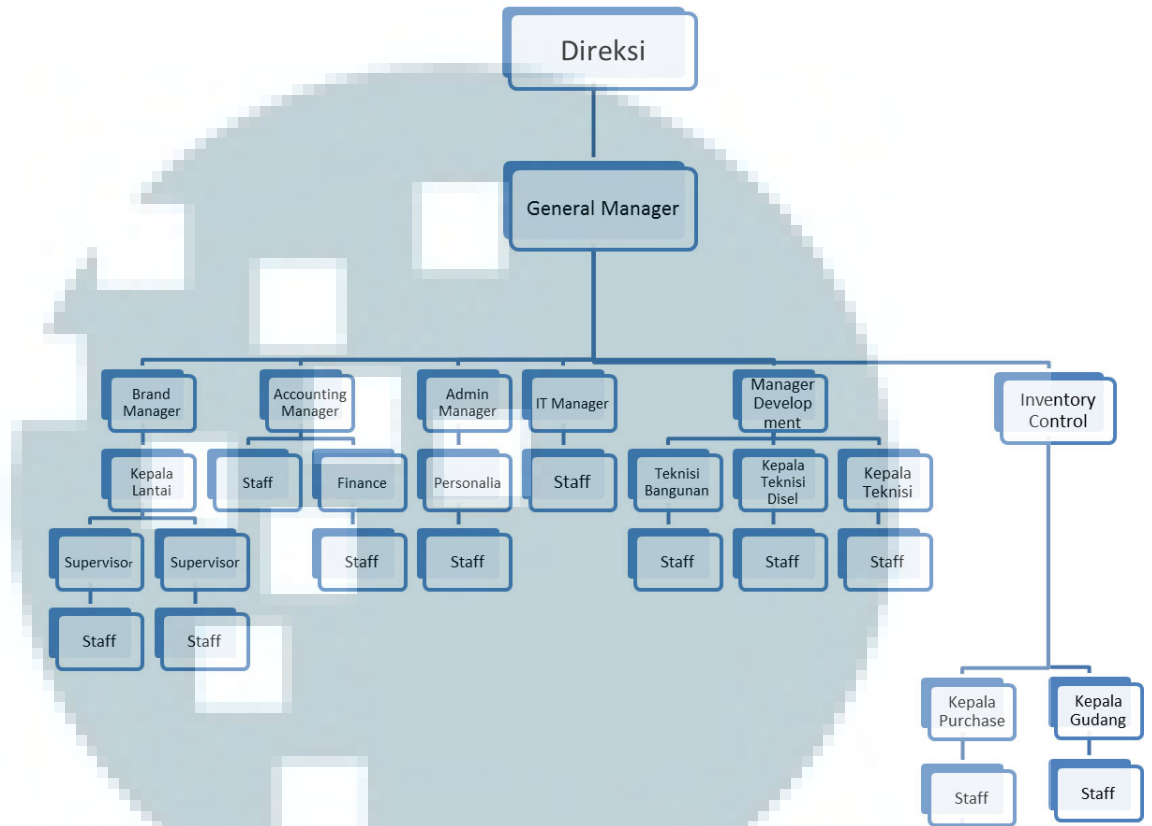 Direksi
General Manager
Brand
Manager
Accounting
Manager
Admin
Manager
IT Manager
Manager
Develop
ment
Inventory
Control
Kepala
Lantai
Staff
Finance
Personalia
Staff
Teknisi
Bangunan
Kepala
Teknisi
Disel
Kepala
Teknisi
Supervisor
Supervisor
Staff
Staff
Staff
Staff
Staff
Staff
Staff
Kepala
Purchase
Kepala
Gudang
Staff
Staff